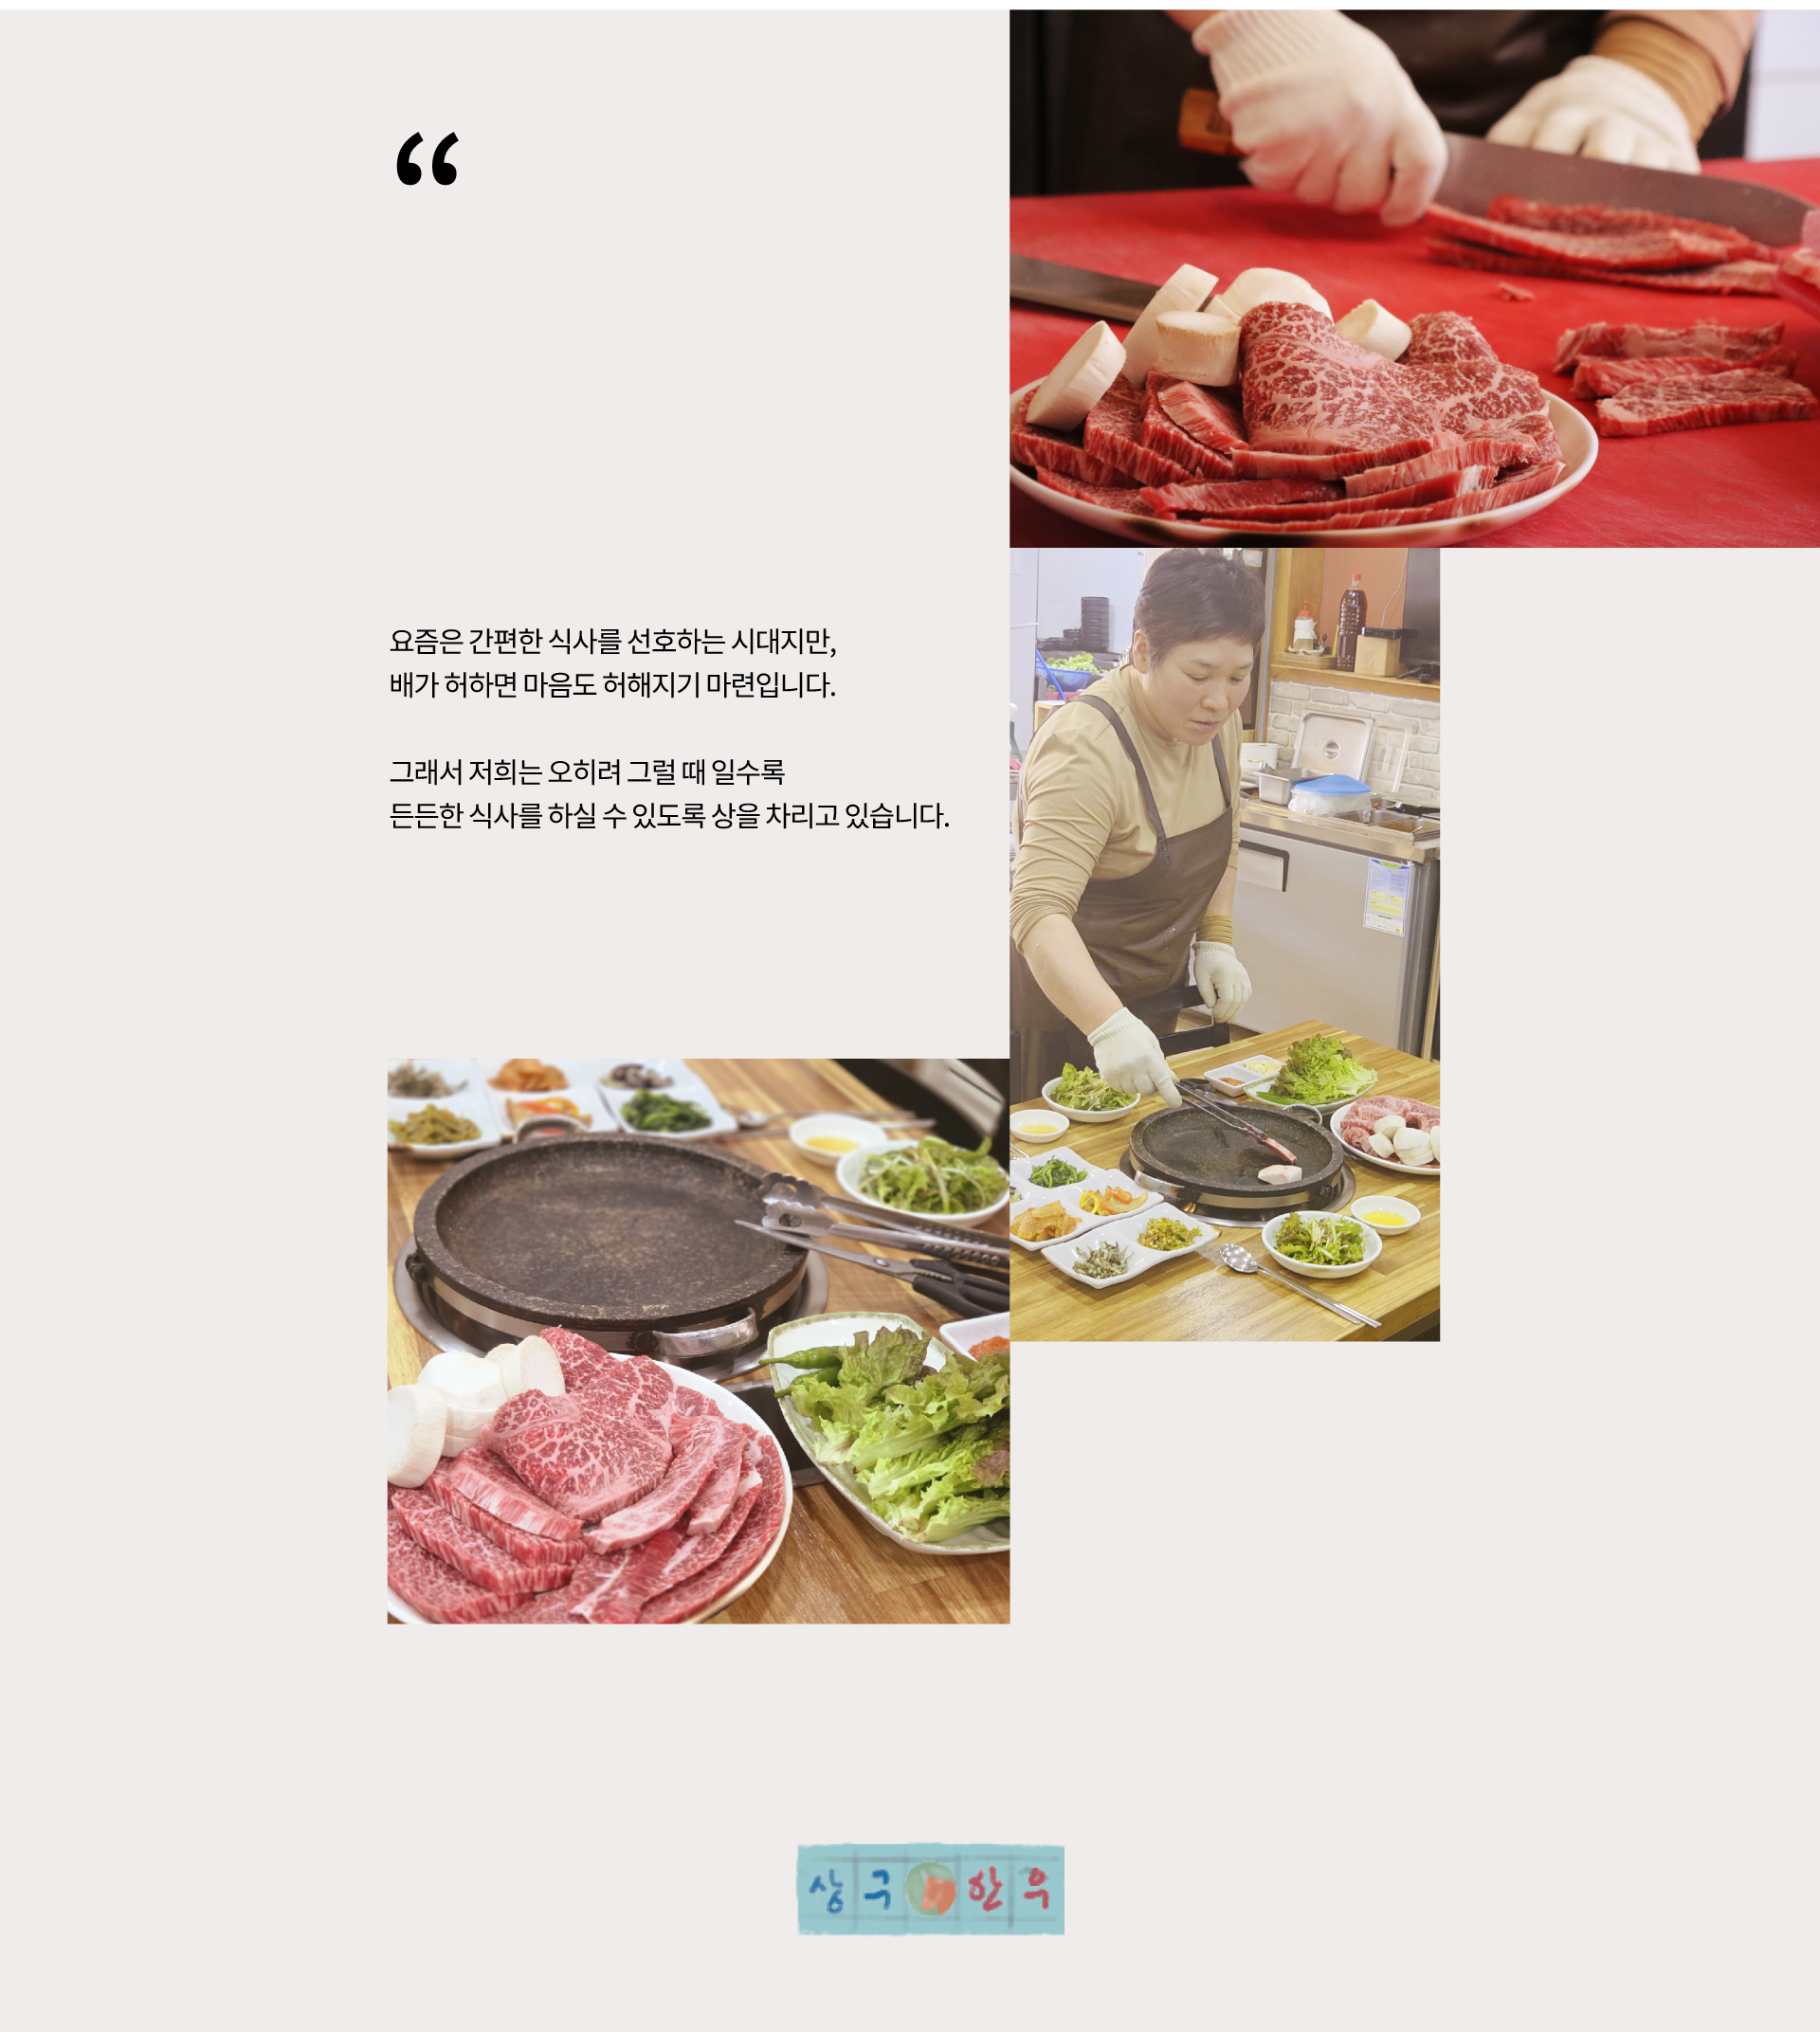 “
요즘은 간편한 식사를 선호하는 시대지만,
배가 허하면 마음도 허해지기 마련입니다.
그래서 저희는 오히려 그럴 때 일수록
든든한 식사를 하실 수 있도록 상을 차리고 있습니다.
상구한우